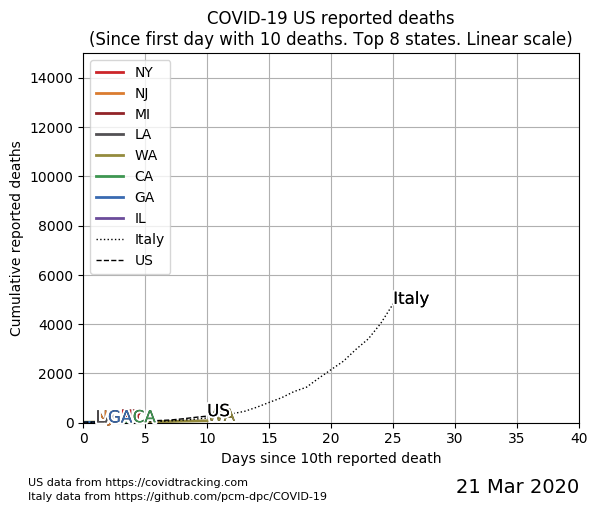 COVID-19 US reported deaths
(Since first day with 10 deaths. Top 8 states. Linear scale)
NY
NJ
MI
LA
WA
CA
GA
IL
Italy
US
14000
12000
10000
8000
6000
4000
2000
0
Cumulative reported deaths
Italy
US
GA
CA
0 5 10 15 20 25 30 35 40
Days since 10th reported death
US data from https://covidtracking.com
Italy data from https://github.com/pcm-dpc/COVID-19
21 Mar 2020